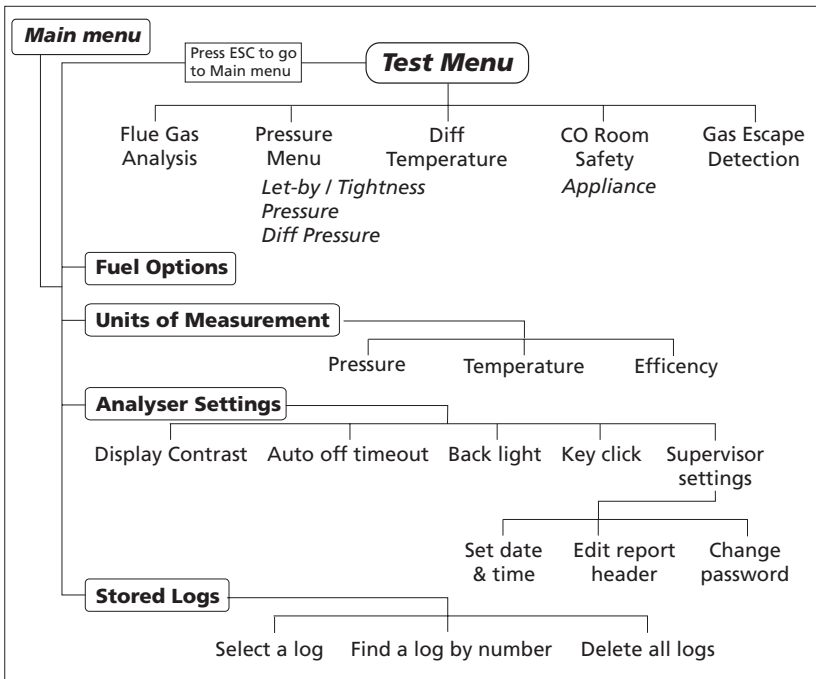 Main menu
Press ESC to go
to Main menu
Test Menu
Flue Gas
Analysis
Pressure
Menu
Let-by / Tightness
Pressure
Diff Pressure
Diff
Temperature
CO Room
Safety
Appliance
Gas Escape
Detection
Fuel Options
Units of Measurement
Pressure
Temperature
Efficency
Analyser Settings
Display Contrast
Auto off timeout
Back light
Key click
Supervisor
settings
Set date
& time
Edit report
header
Change
password
Stored Logs
Select a log
Find a log by number
Delete all logs